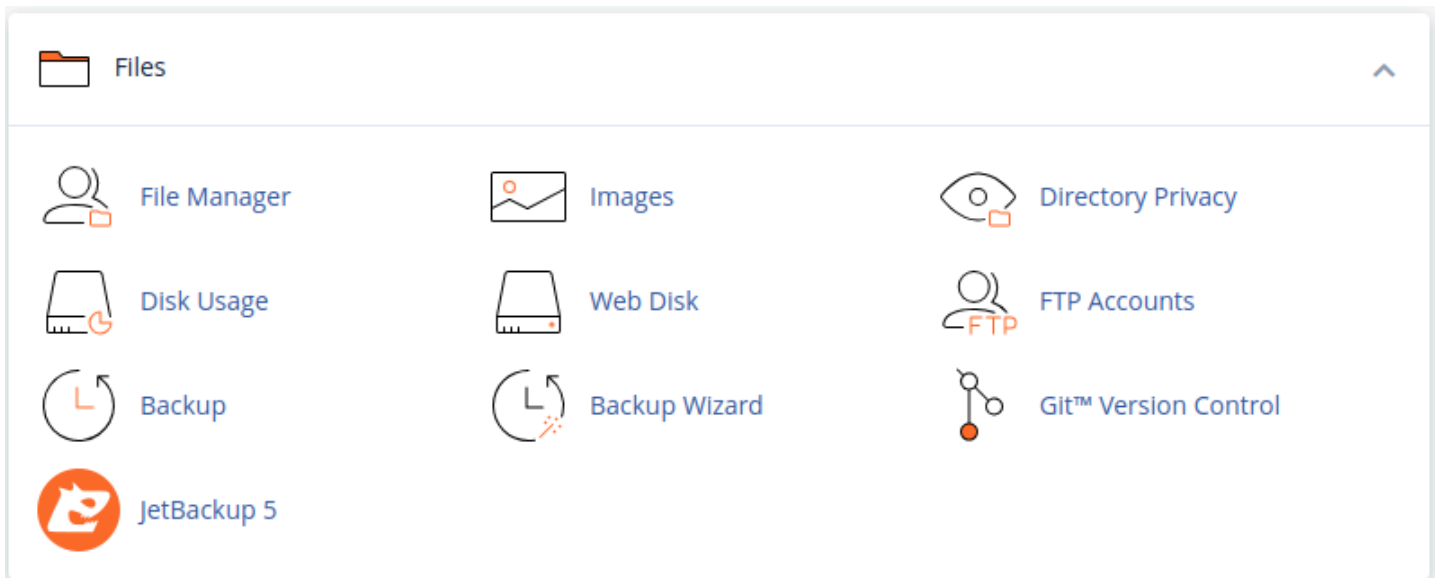 Files
File Manager
Images
Directory Privacy
Disk Usage
Web Disk
FTP Accounts
FTP
Backup
Backup Wizard
Git™ Version Control
JetBackup 5